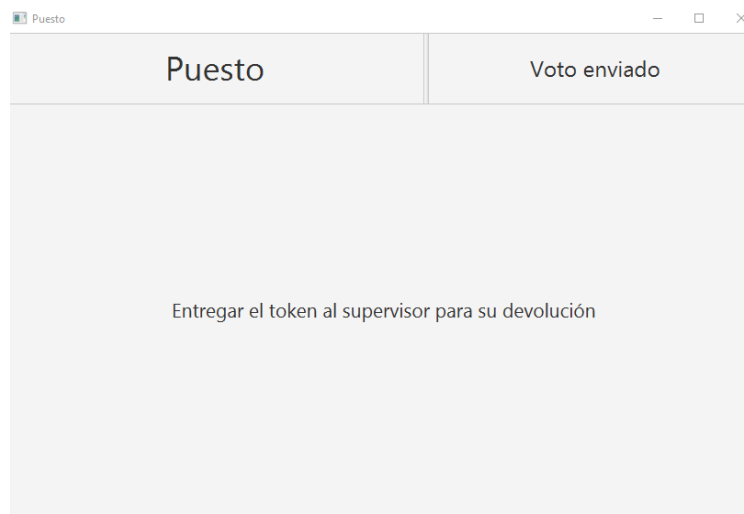 Puesto
Puesto
Voto enviado
Entregar el token al supervisor para su devolución